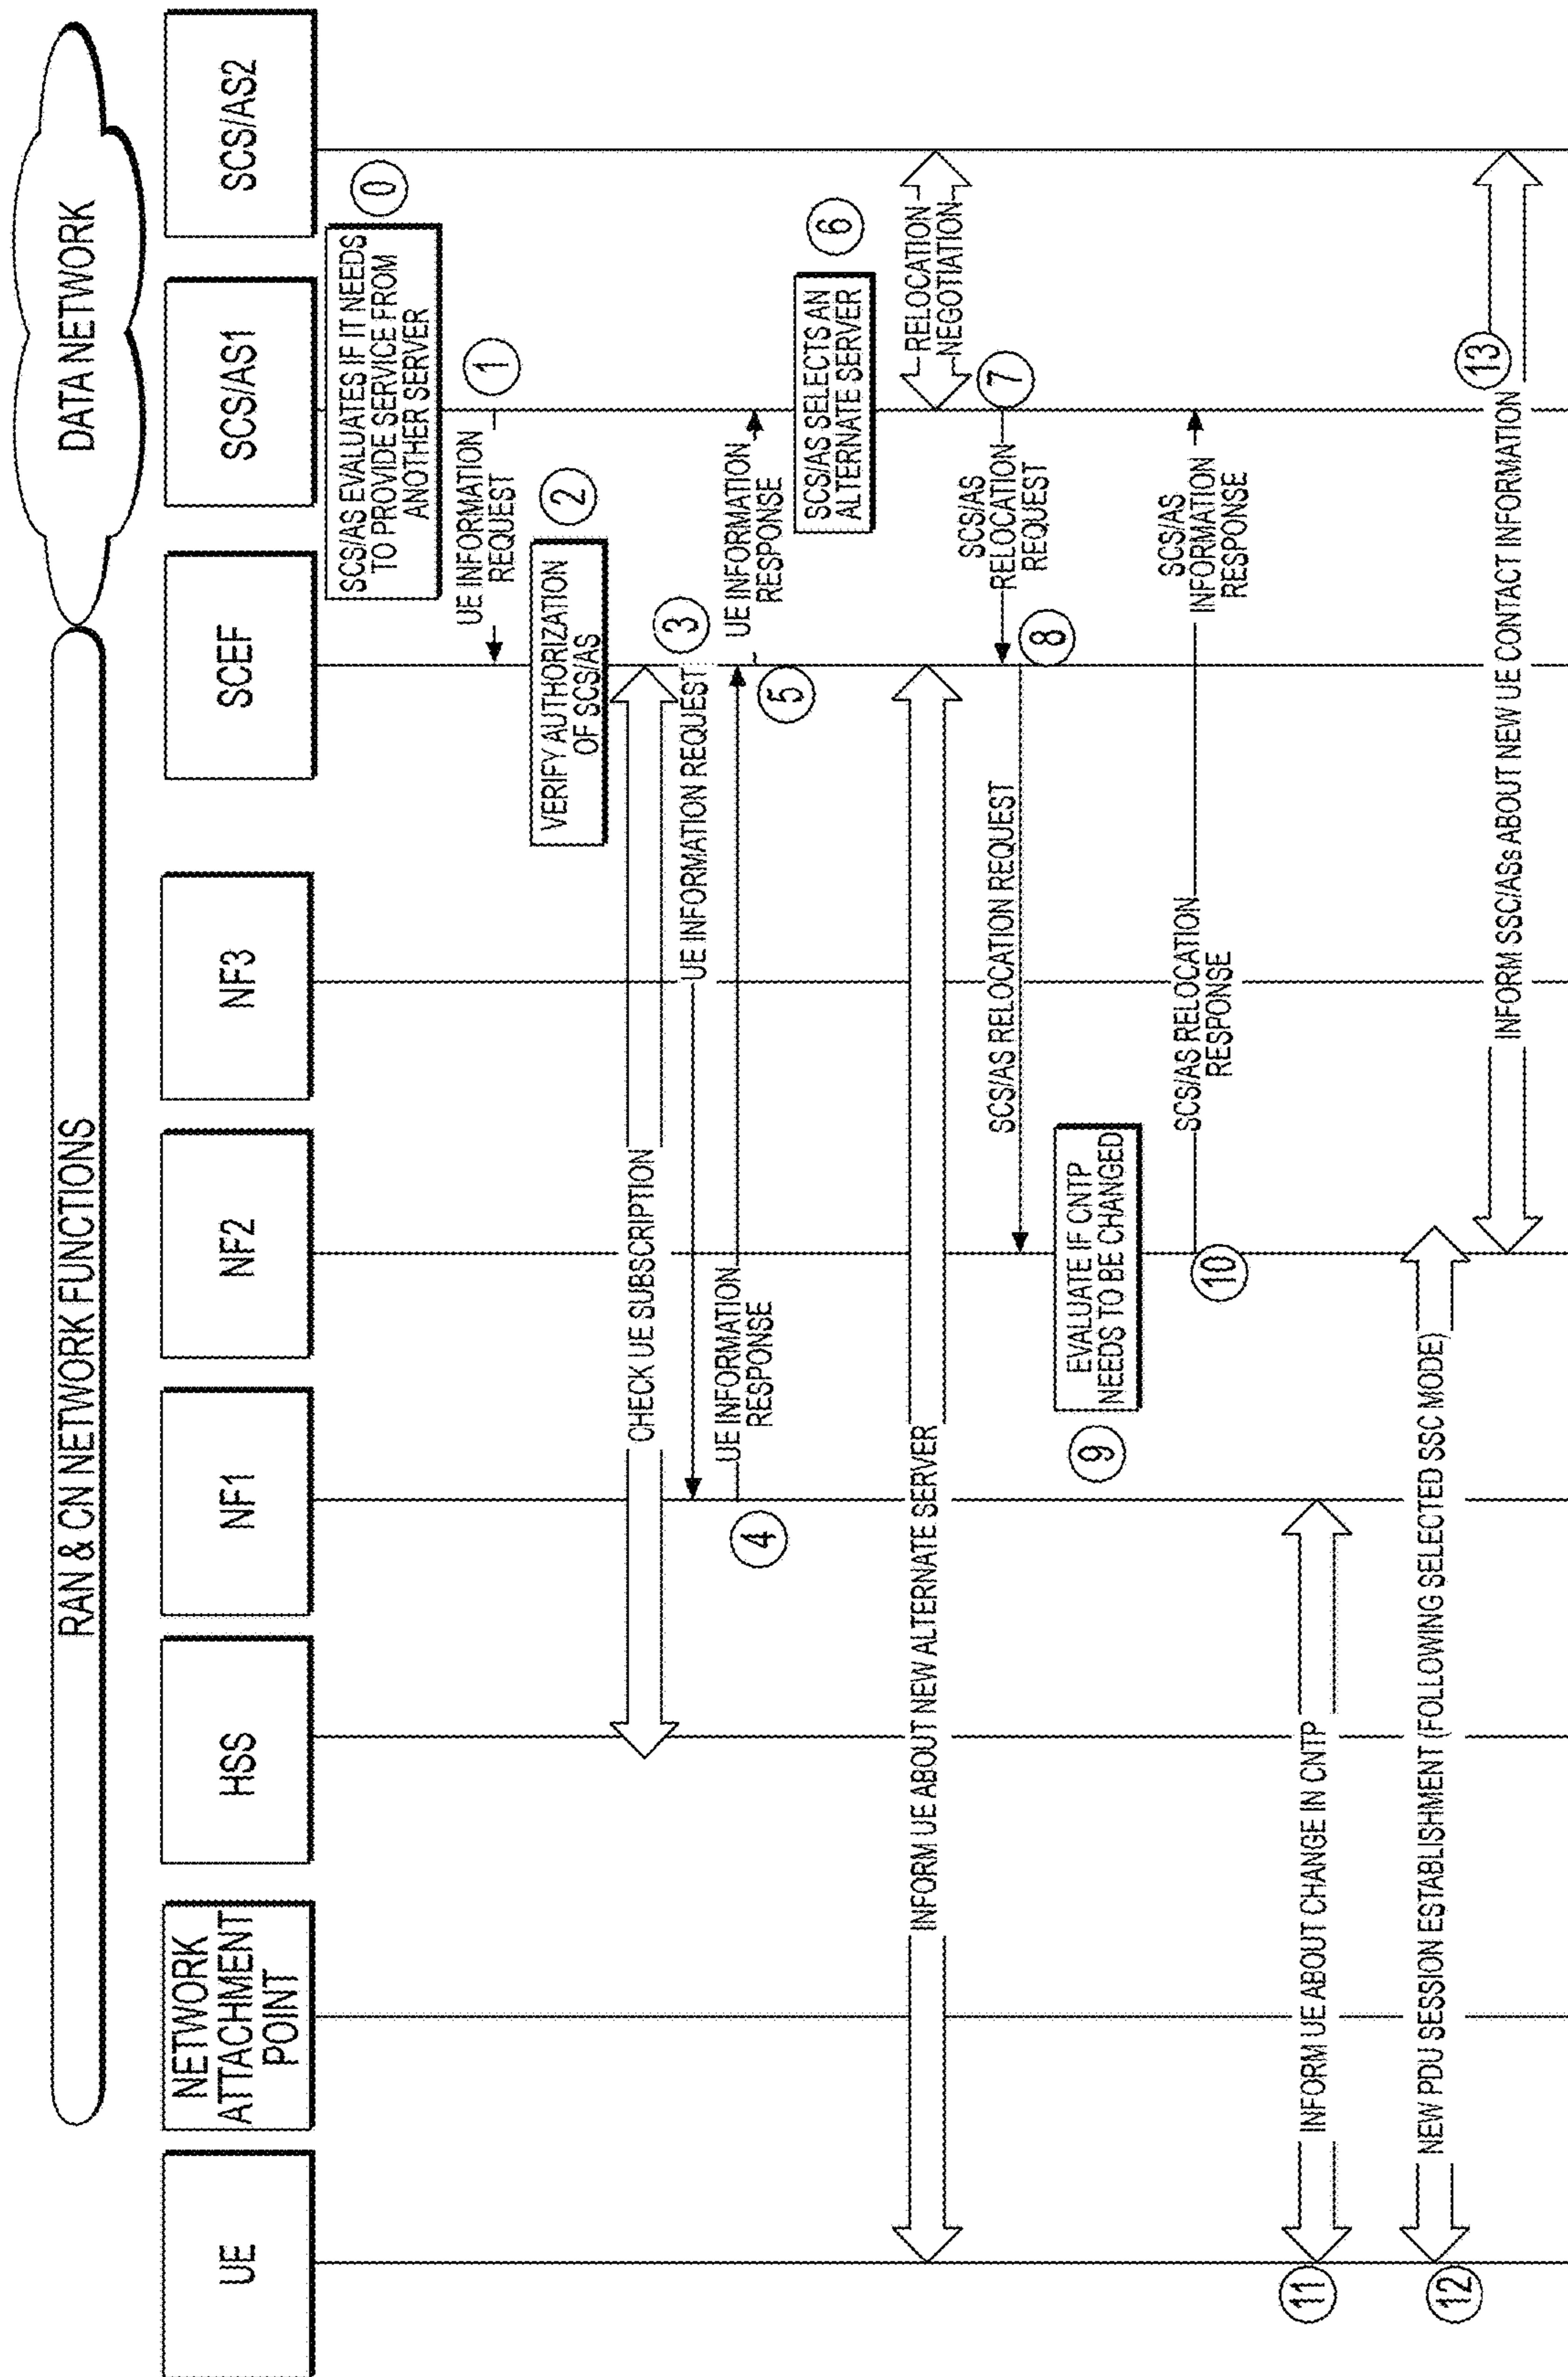 RAN & CN NETWORK FUNCTIONS
DATA NETWORK
UE
NETWORK
ATTACHMENT
POINT
HSS
NF1
NF2
NF3
SCEF
SCS/AS1
SCS/AS2
SCS/AS EVALUATES IF IT NEEDS
TO PROVIDE SERVICE FROM
ANOTHER SERVER
0
UE INFORMATION
REQUEST
1
VERIFY AUTHORIZATION
OF SCS/AS
2
CHECK UE SUBSCRIPTION
UE INFORMATION REQUEST
3
4
UE INFORMATION
RESPONSE
5
UE INFORMATION
RESPONSE
SCS/AS SELECTS AN
ALTERNATE SERVER
6
INFORM UE ABOUT NEW ALTERNATE SERVER
RELOCATION
NEGOTIATION
SCS/AS
RELOCATION
REQUEST
7
SCS/AS RELOCATION REQUEST
8
9
EVALUATE IF CNTP
NEEDS TO BE CHANGED
10
SCS/AS RELOCATION
RESPONSE
SCS/AS
INFORMATION
RESPONSE
11
INFORM UE ABOUT CHANGE IN CNTP
12
NEW PDU SESSION ESTABLISHMENT (FOLLOWING SELECTED SSC MODE)
INFORM SSC/ASs ABOUT NEW UE CONTACT INFORMATION
13